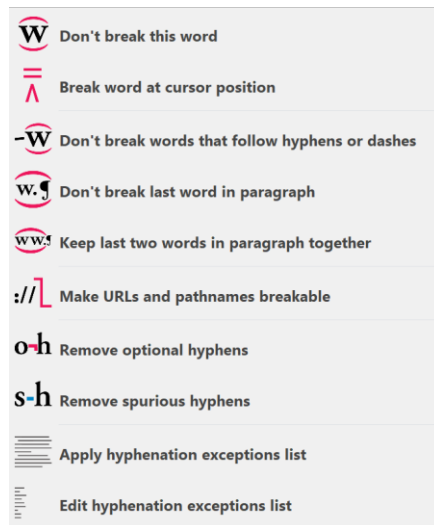 w Don't break this word
Break word at cursor position
-w Don't break words that follow hyphens or dashes
w.¶ Don't break last word in paragraph
ww.¶ Keep last two words in paragraph together
:// Make URLs and pathnames breakable
o¬h Remove optional hyphens
s-h Remove spurious hyphens
Apply hyphenation exceptions list
Edit hyphenation exceptions list